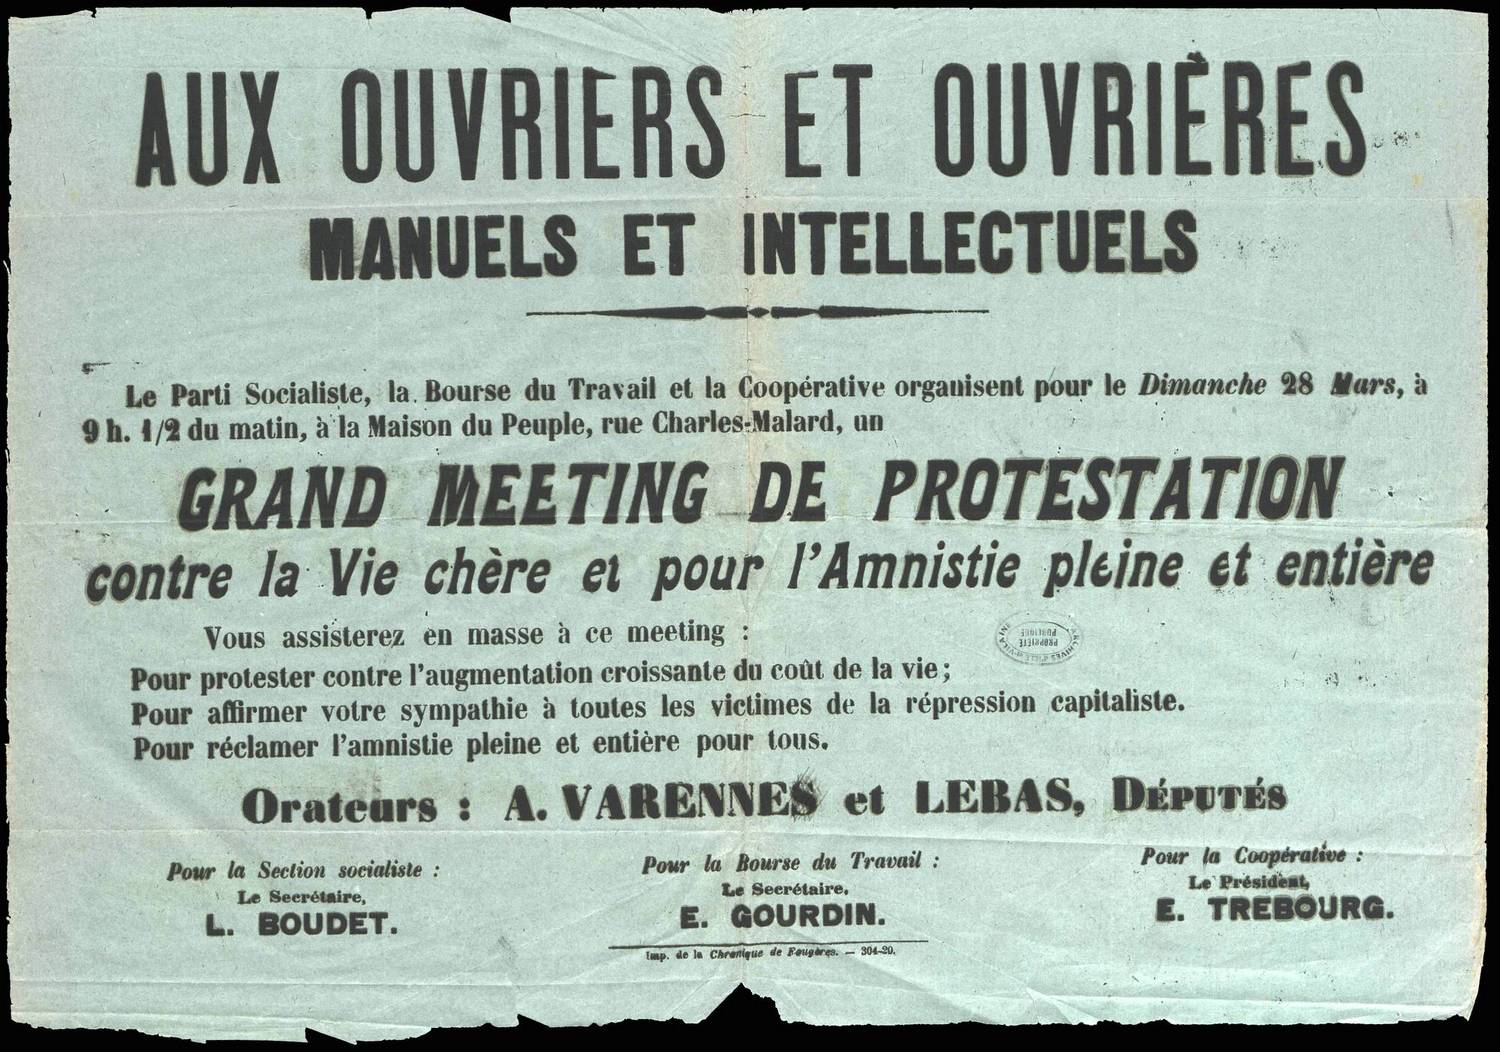 AUX OUVRIERS ET OUVRIÈRES
MANUELS ET INTELLECTUELS
Le Parti Socialiste, la Bourse du Travail et la Coopérative organisent pour le Dimanche 28 Mars, à
9 h. 1/2 du matin, à la Maison du Peuple, rue Charles-Malard, un
GRAND MEETING DE PROTESTATION
contre la Vie chère et pour l'Amnistie pleine et entière
Vous assisterez en masse à ce meeting :
ARCHIVES D'ILLE-&-VILAINE
PROPRIÉTÉ
PUBLIQUE
Pour protester contre l'augmentation croissante du coût de la vie;
Pour affirmer votre sympathie à toutes les victimes de la répression capitaliste.
Pour réclamer l'amnistie pleine et entière pour tous.
Orateurs : A. VARENNES et LEBAS, DÉPUTÉS
Pour la Section socialiste :
Le Secrétaire,
L. BOUDET.
Pour la Bourse du Travail :
Le Secrétaire,
E. GOURDIN.
Pour la Coopérative :
Le Président,
E. TREBOURG.
Imp. de la Chronique de Fougères. — 304-20.